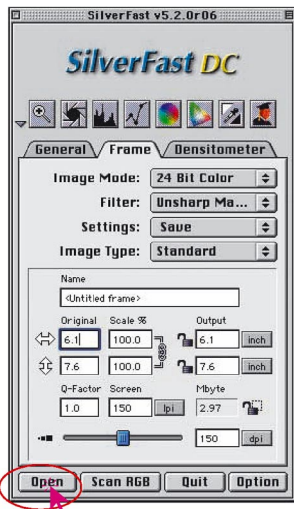 SilverFast v5.2.0r06
SilverFast DC
General Frame Densitometer
Image Mode: 24 Bit Color
Filter: Unsharp Ma...
Settings: Save
Image Type: Standard
Name
<Untitled frame>
Original Scale % Output
6.1 100.0 6.1 inch
7.6 100.0 7.6 inch
Q-Factor Screen Mbyte
1.0 150 lpi 2.97
150 dpi
Open Scan RGB Quit Option